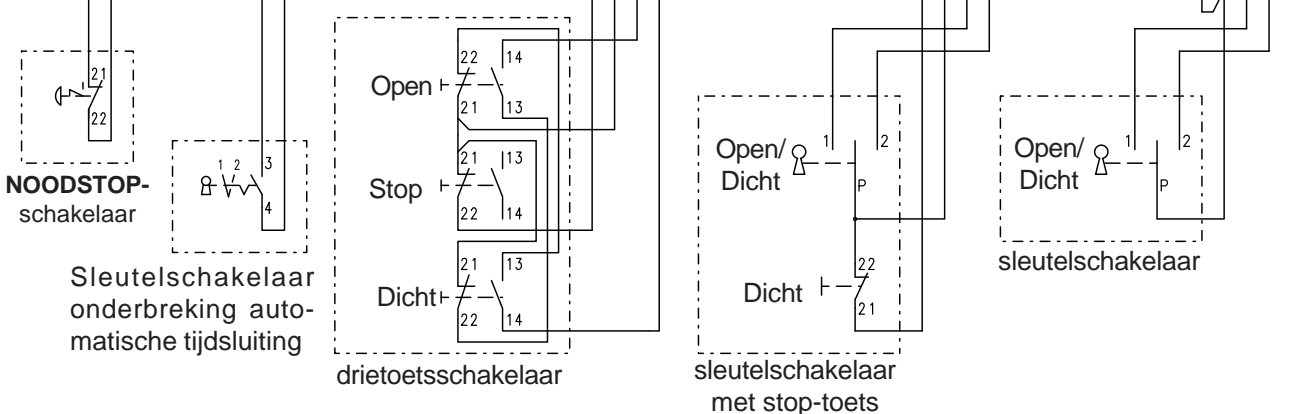 21
22
NOODSTOP-
schakelaar
1 2
3
4
Sleutelschakelaar
onderbreking auto-
matische tijdsluiting
22
14
Open
21
13
21
13
Stop
22
14
21
13
Dicht
22
14
drietoetsschakelaar
1
2
Open/
Dicht
P
22
Dicht
21
sleutelschakelaar
met stop-toets
1
2
Open/
Dicht
P
sleutelschakelaar